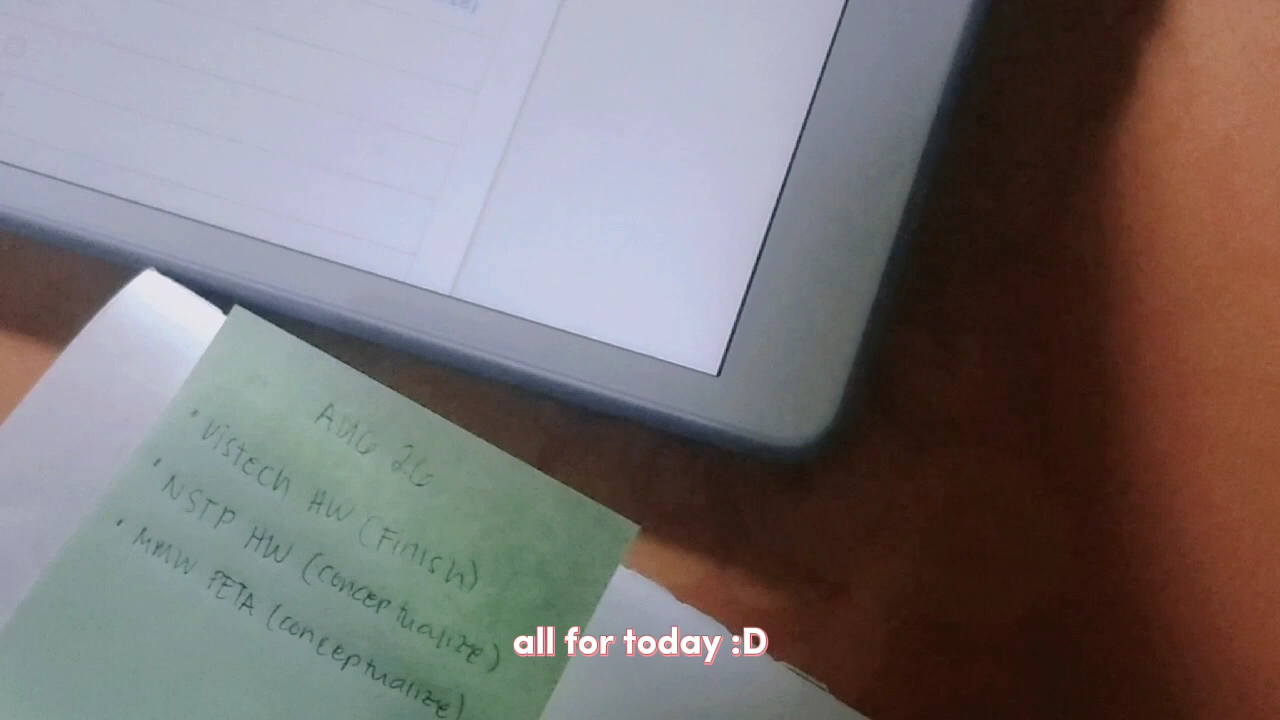 AUG 26
• Vistech HW (Finish)
• NSTP HW (conceptualize)
• MMW PETA (conceptualize)
all for today :D